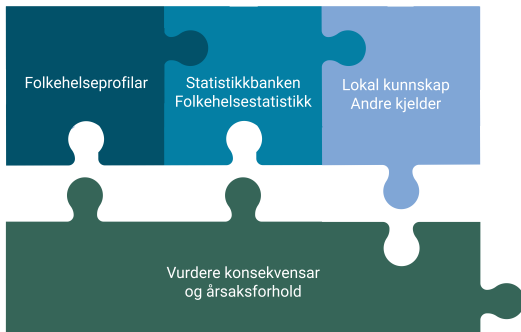 Folkehelseprofilar
Statistikkbanken
Folkehelsestatistikk
Lokal kunnskap
Andre kjelder
Vurdere konsekvensar
og årsaksforhold